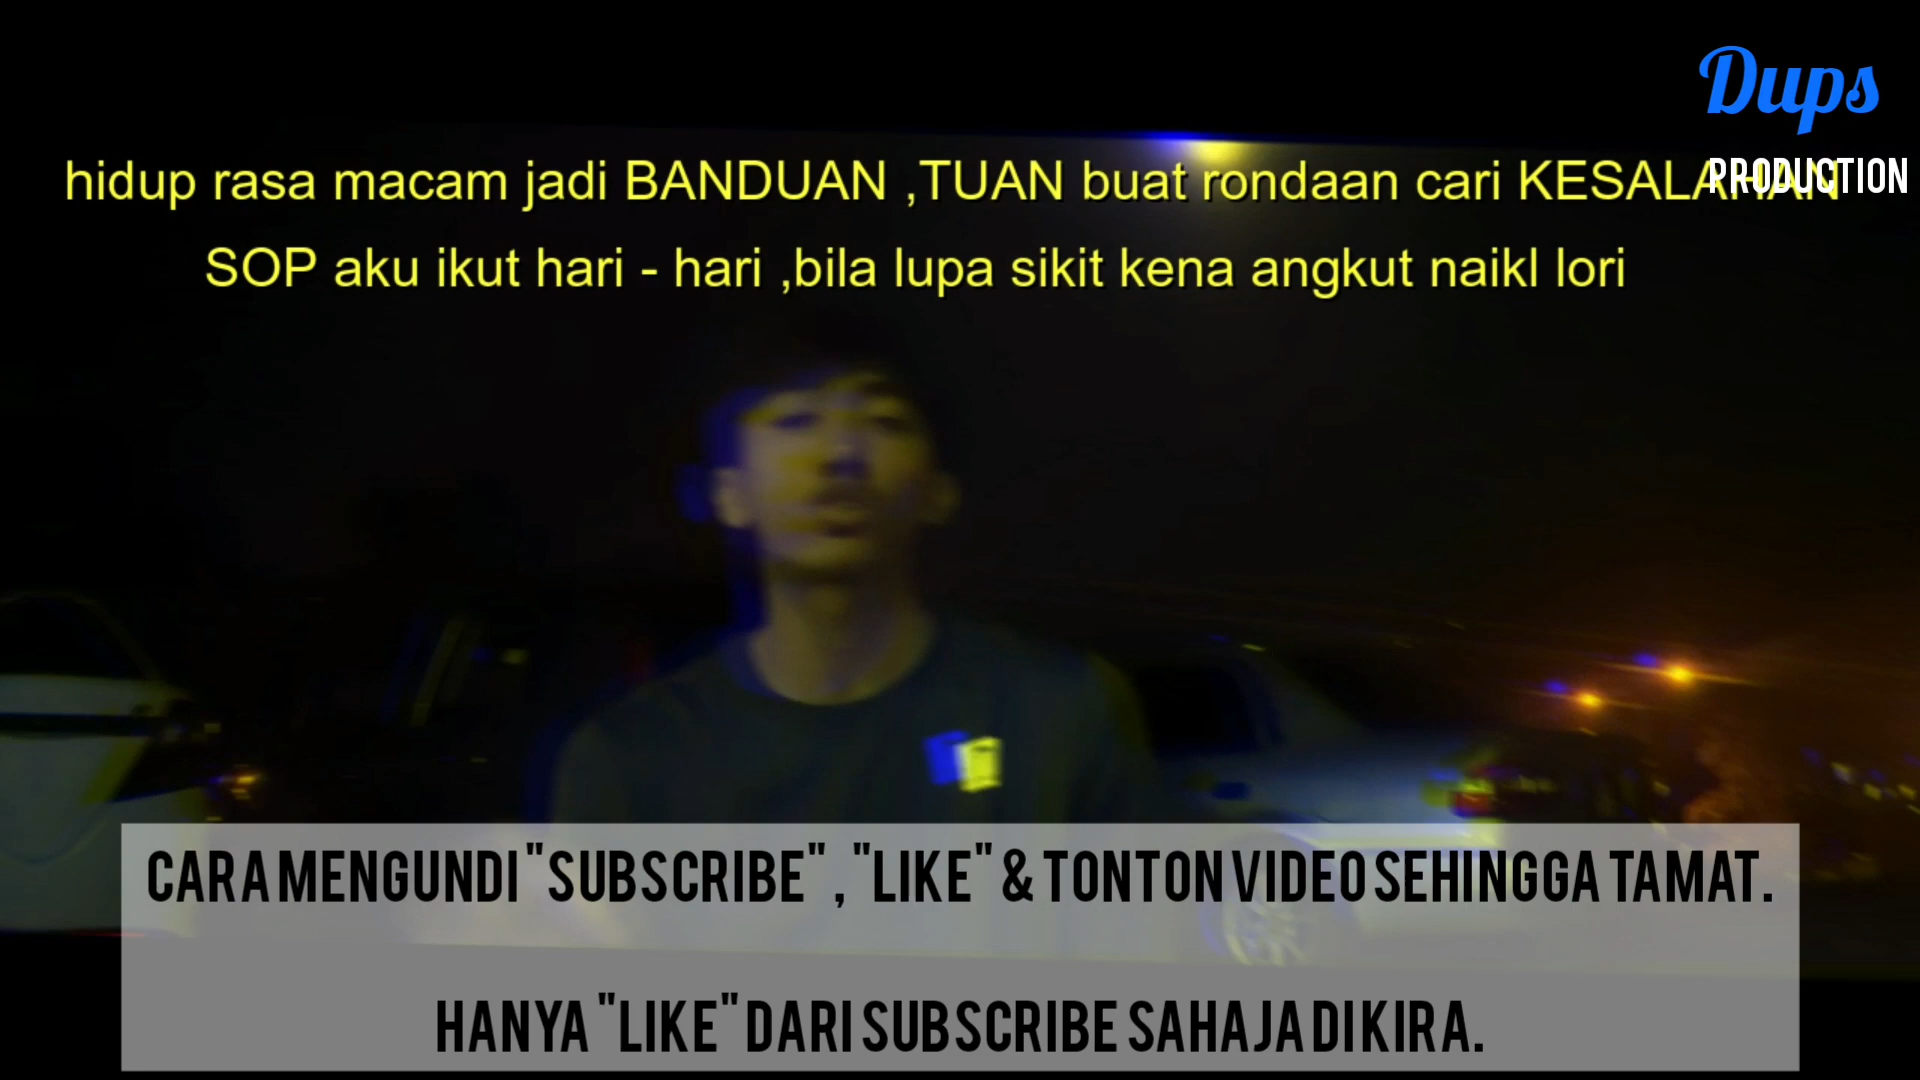 Dups
PRODUCTION
hidup rasa macam jadi BANDUAN ,TUAN buat rondaan cari KESALAHAN
SOP aku ikut hari - hari ,bila lupa sikit kena angkut naikl lori
CARA MENGUNDI "SUBSCRIBE" , "LIKE" & TONTON VIDEO SEHINGGA TAMAT.
HANYA "LIKE" DARI SUBSCRIBE SAHAJA DIKIRA.